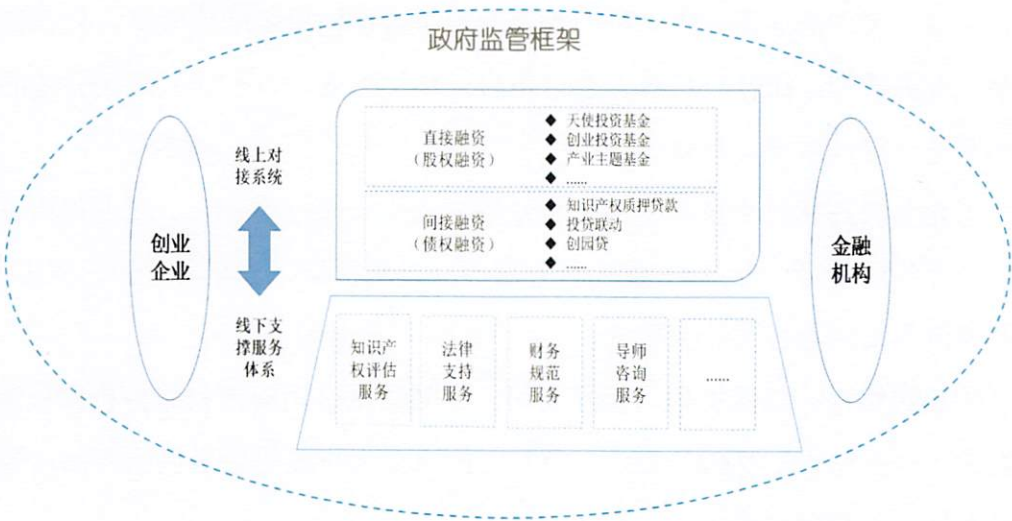 政府监管框架
创业
企业
线上对
接系统
线下支
撑服务
体系
直接融资
（股权融资）
◆ 天使投资基金
◆ 创业投资基金
◆ 产业主题基金
◆ ......
间接融资
（债权融资）
◆ 知识产权质押贷款
◆ 投贷联动
◆ 创园贷
◆ ......
知识产
权评估
服务
法律
支持
服务
财务
规范
服务
导师
咨询
服务
......
金融
机构